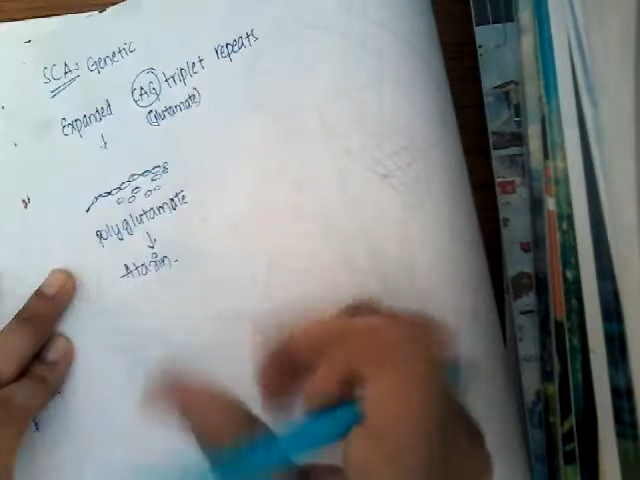 SCA: Genetic
Expanded CAG triplet repeats
(Glutamate)
↓
polyglutamate
↓
Ataxin.